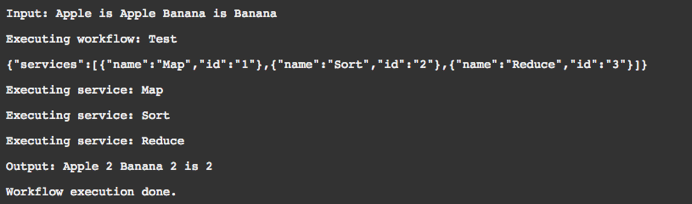 Input: Apple is Apple Banana is Banana
Executing workflow: Test
{"services":[{"name":"Map","id":"1"},{"name":"Sort","id":"2"},{"name":"Reduce","id":"3"}]}
Executing service: Map
Executing service: Sort
Executing service: Reduce
Output: Apple 2 Banana 2 is 2
Workflow execution done.